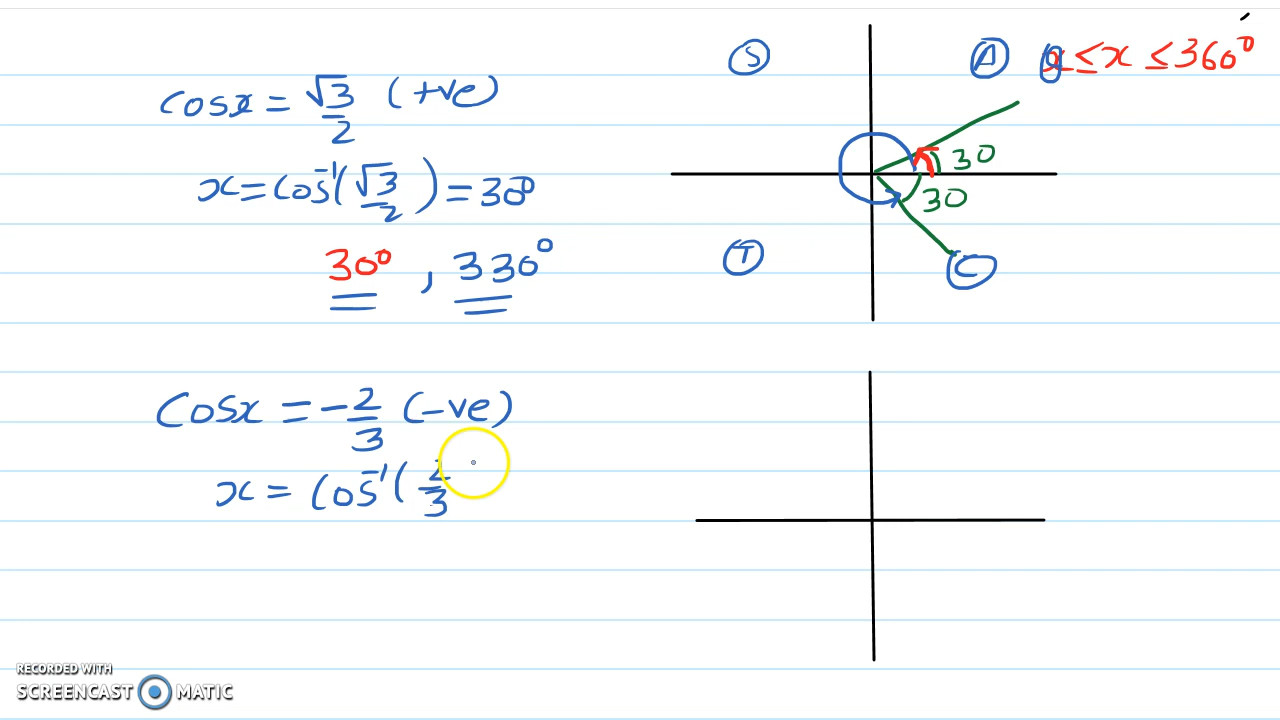 cosx = √3/2 (+ve)
x = cos⁻¹(√3/2) = 30°
30°, 330°
S
A
≤ x ≤ 360°
30
30
T
C
Cosx = -2/3 (-ve)
x = cos⁻¹(2/3
RECORDED WITH
SCREENCAST MATIC